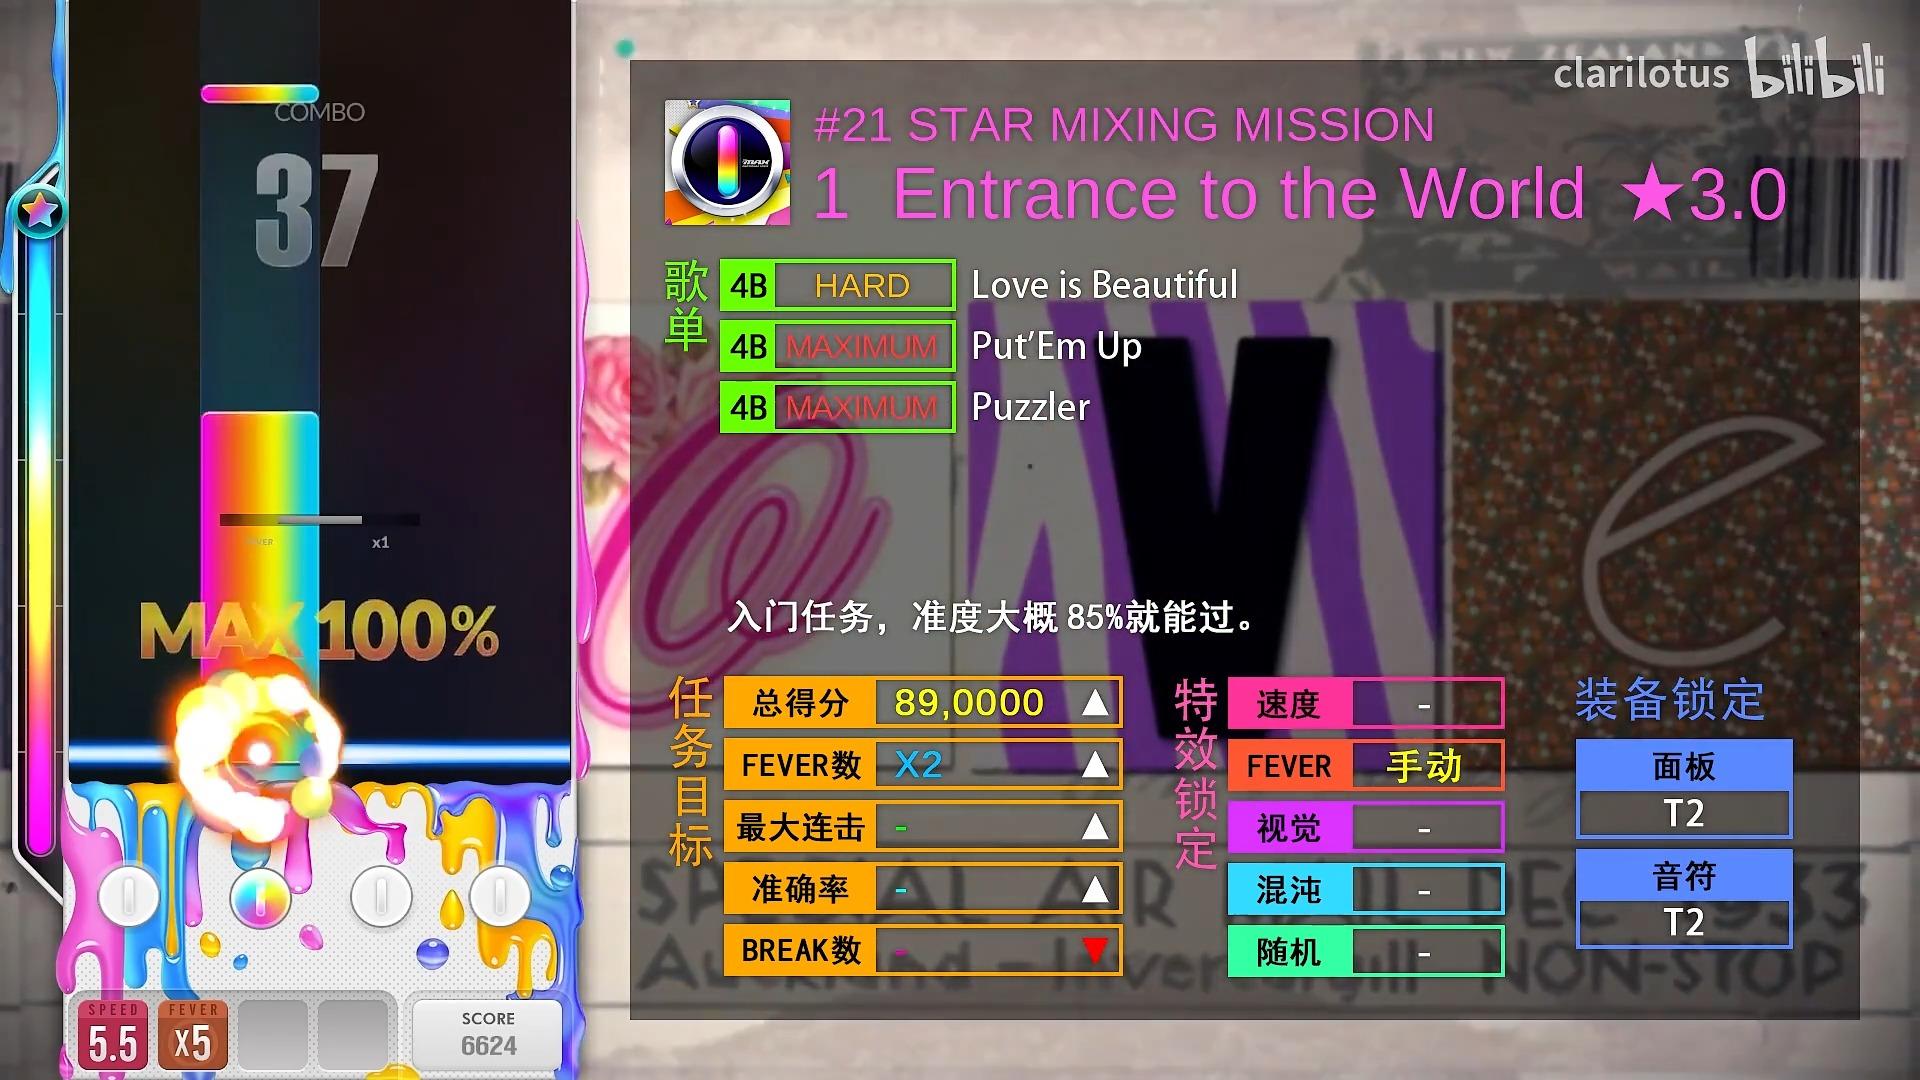 COMBO
37
x1
MAX 100%
SPEED
5.5
FEVER
X5
SCORE
6624
clarilotus bilibili
#21 STAR MIXING MISSION
1 Entrance to the World ★3.0
歌单
4B HARD Love is Beautiful
4B MAXIMUM Put'Em Up
4B MAXIMUM Puzzler
入门任务，准度大概 85%就能过。
任务目标
总得分 89,0000 ▲
FEVER数 X2 ▲
最大连击 - ▲
准确率 - ▲
BREAK数 - ▼
特效锁定
速度 -
FEVER 手动
视觉 -
混沌 -
随机 -
装备锁定
面板
T2
音符
T2
NEW ZEALAND
V e
NON-STOP